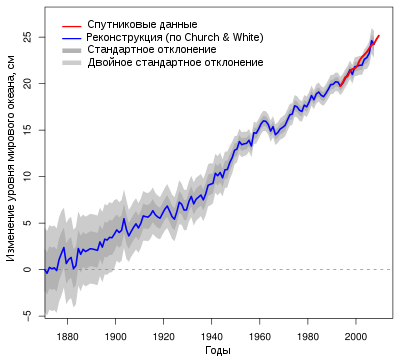 Спутниковые данные
Реконструкция (по Church & White)
Стандартное отклонение
Двойное стандартное отклонение
Изменение уровня мирового океана, см
25
20
15
10
5
0
−5
1880 1900 1920 1940 1960 1980 2000
Годы